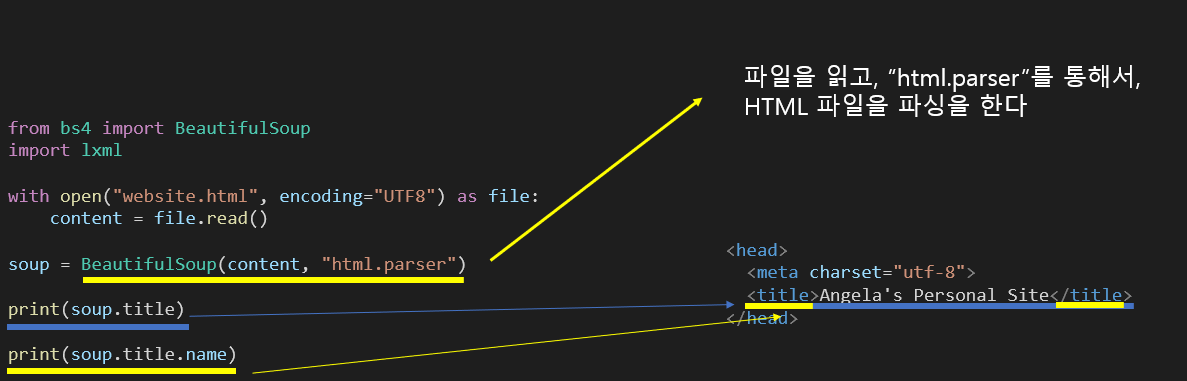 파일을 읽고, “html.parser”를 통해서,
HTML 파일을 파싱을 한다
from bs4 import BeautifulSoup
import lxml
with open("website.html", encoding="UTF8") as file:
    content = file.read()
soup = BeautifulSoup(content, "html.parser")
print(soup.title)
print(soup.title.name)
<head>
  <meta charset="utf-8">
  <title>Angela's Personal Site</title>
</head>